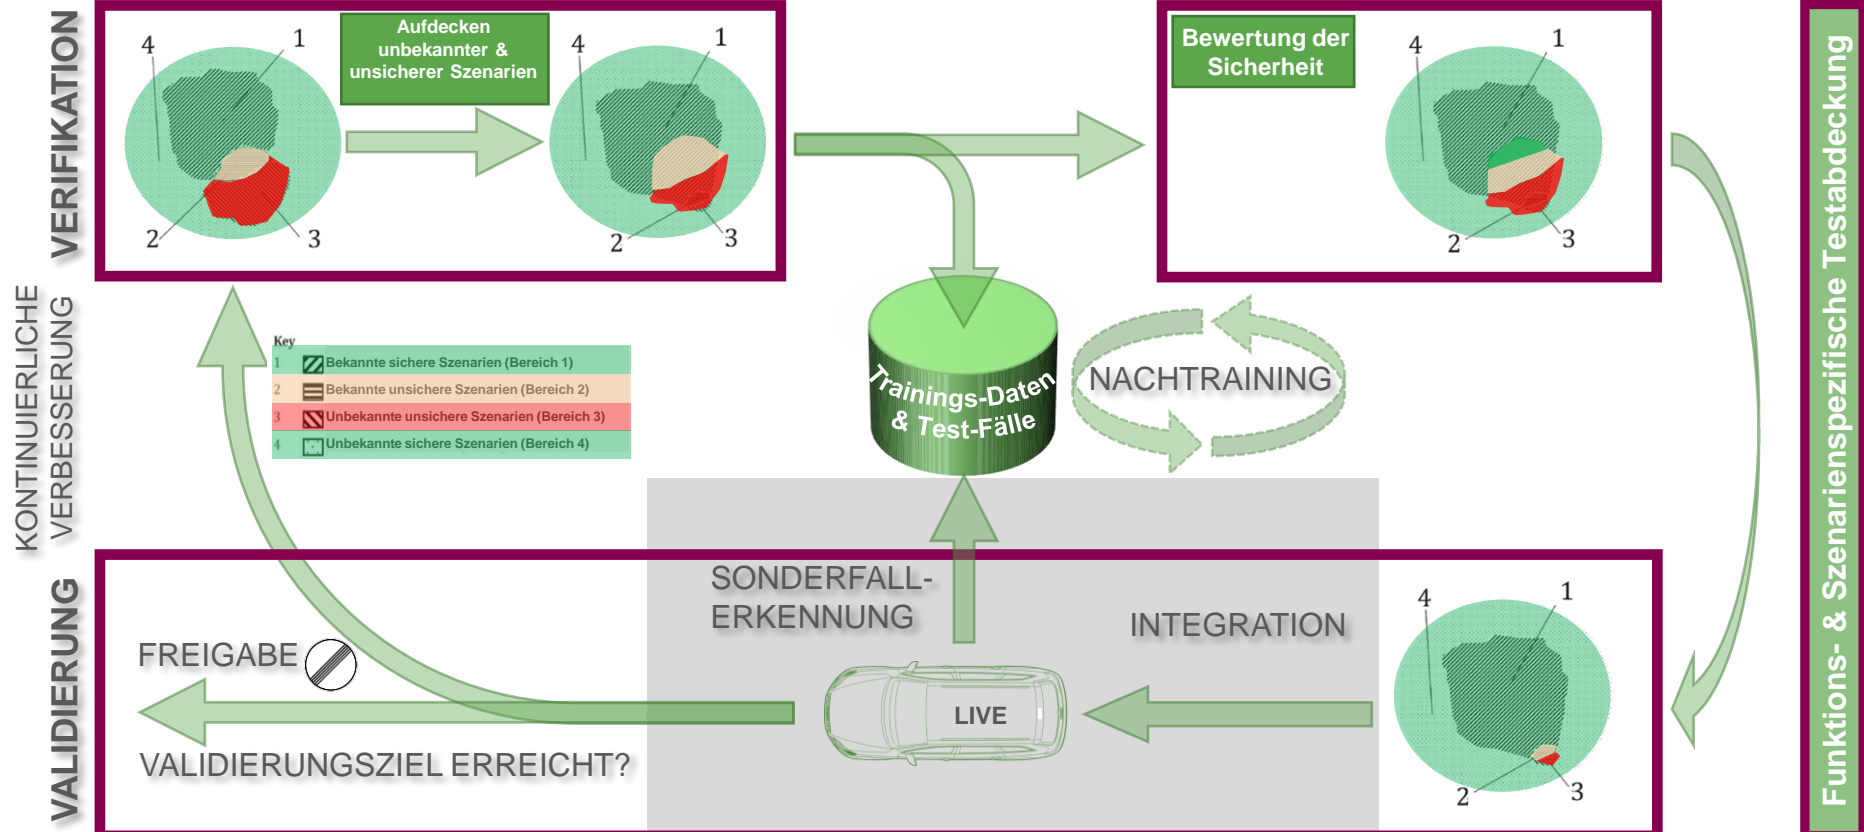 VERIFIKATION
4
1
2
3
Aufdecken
unbekannter &
unsicherer Szenarien
4
1
2
3
Bewertung der
Sicherheit
4
1
2
3
Funktions- & Szenarienspezifische Testabdeckung
KONTINUIERLICHE
VERBESSERUNG
Key
1 Bekannte sichere Szenarien (Bereich 1)
2 Bekannte unsichere Szenarien (Bereich 2)
3 Unbekannte unsichere Szenarien (Bereich 3)
4 Unbekannte sichere Szenarien (Bereich 4)
Trainings-Daten
& Test-Fälle
NACHTRAINING
VALIDIERUNG
SONDERFALL-
ERKENNUNG
INTEGRATION
FREIGABE
LIVE
VALIDIERUNGSZIEL ERREICHT?
4
1
2
3